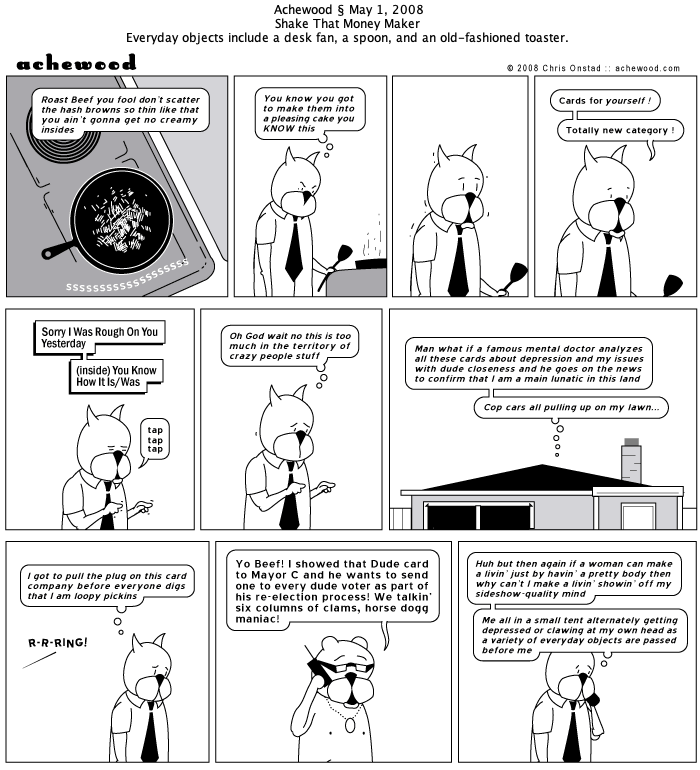 Achewood § May 1, 2008
Shake That Money Maker
Everyday objects include a desk fan, a spoon, and an old-fashioned toaster.
achewood
© 2008 Chris Onstad :: achewood.com
Roast Beef you fool don't scatter
the hash browns so thin like that
you ain't gonna get no creamy
insides
sssssssssssssssssss
You know you got
to make them into
a pleasing cake you
KNOW this
Cards for yourself !
Totally new category !
Sorry I Was Rough On You
Yesterday
(inside) You Know
How It Is/Was
tap
tap
tap
Oh God wait no this is too
much in the territory of
crazy people stuff
Man what if a famous mental doctor analyzes
all these cards about depression and my issues
with dude closeness and he goes on the news
to confirm that I am a main lunatic in this land
Cop cars all pulling up on my lawn...
I got to pull the plug on this card
company before everyone digs
that I am loopy pickins
R-R-RING!
Yo Beef! I showed that Dude card
to Mayor C and he wants to send
one to every dude voter as part of
his re-election process! We talkin'
six columns of clams, horse dogg
maniac!
Huh but then again if a woman can make
a livin' just by havin' a pretty body then
why can't I make a livin' showin' off my
sideshow-quality mind
Me all in a small tent alternately getting
depressed or clawing at my own head as
a variety of everyday objects are passed
before me